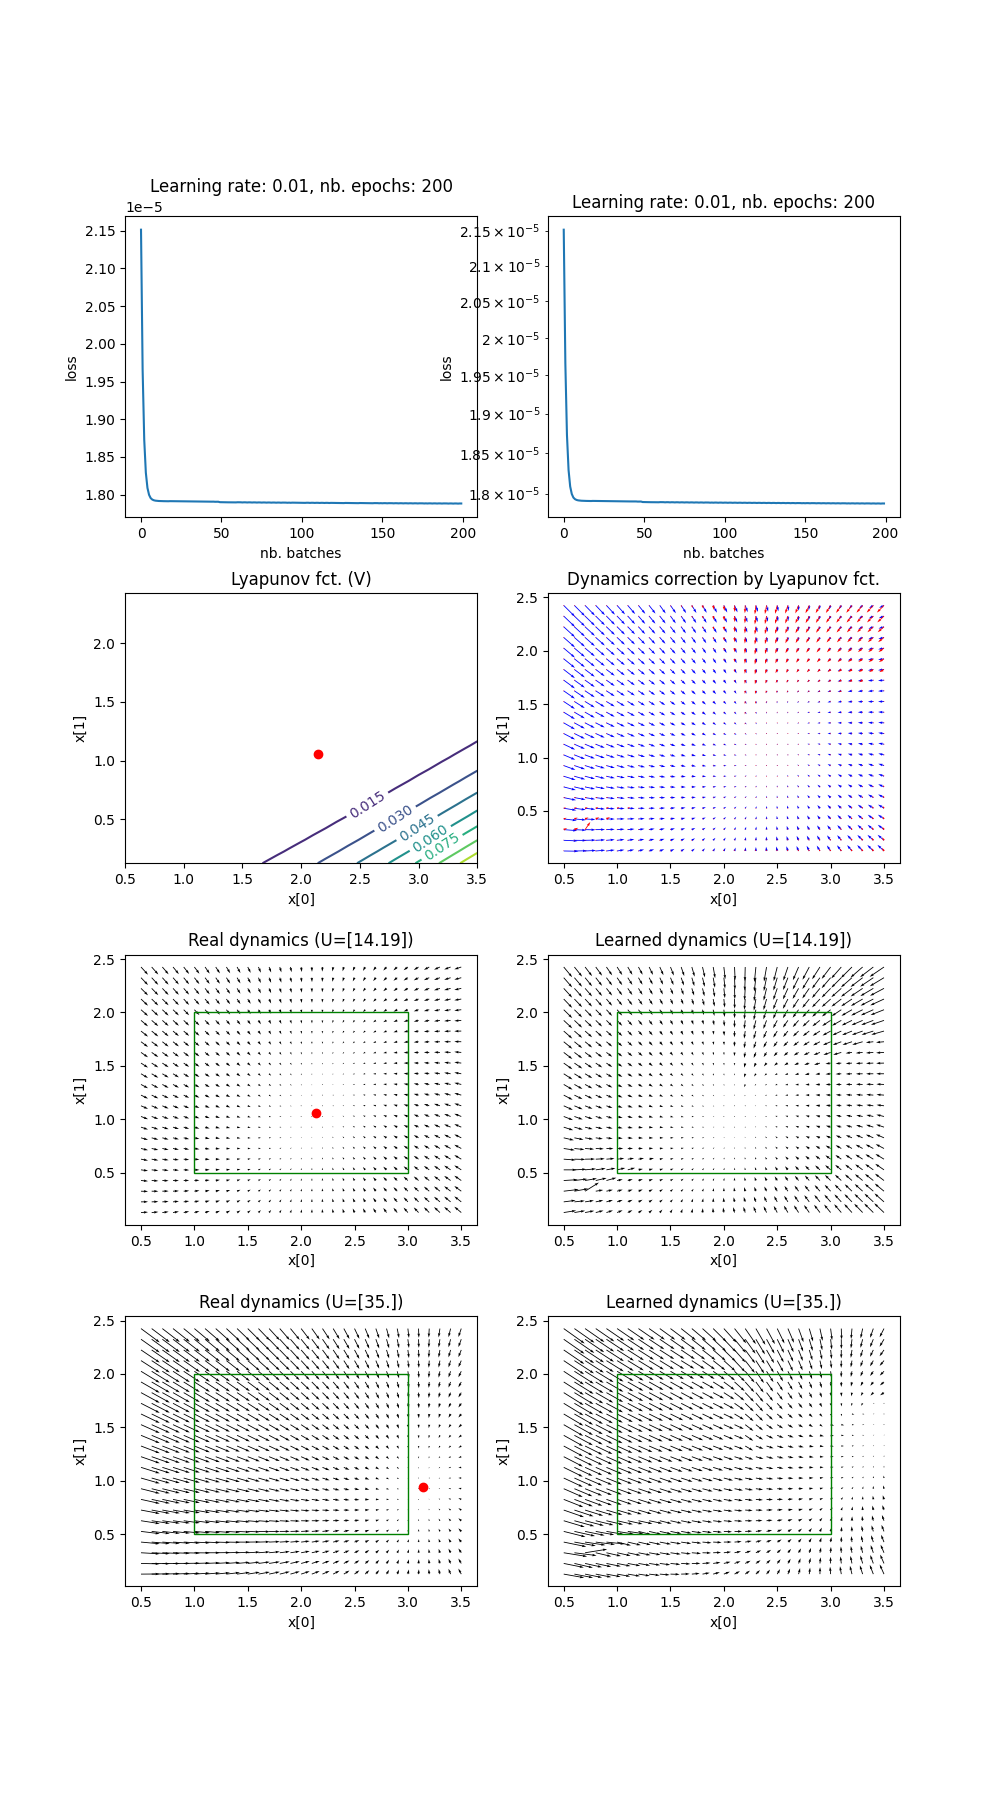 Learning rate: 0.01, nb. epochs: 200
1e−5
2.15
2.10
2.05
2.00
1.95
1.90
1.85
1.80
loss
0 50 100 150 200
nb. batches
Learning rate: 0.01, nb. epochs: 200
2.15 × 10⁻⁵
2.1 × 10⁻⁵
2.05 × 10⁻⁵
2 × 10⁻⁵
1.95 × 10⁻⁵
1.9 × 10⁻⁵
1.85 × 10⁻⁵
1.8 × 10⁻⁵
loss
0 50 100 150 200
nb. batches
Lyapunov fct. (V)
2.0
1.5
1.0
0.5
x[1]
0.015
0.030
0.045
0.060
0.075
0.5 1.0 1.5 2.0 2.5 3.0 3.5
x[0]
Dynamics correction by Lyapunov fct.
2.5
2.0
1.5
1.0
0.5
x[1]
0.5 1.0 1.5 2.0 2.5 3.0 3.5
x[0]
Real dynamics (U=[14.19])
2.5
2.0
1.5
1.0
0.5
x[1]
0.5 1.0 1.5 2.0 2.5 3.0 3.5
x[0]
Learned dynamics (U=[14.19])
2.5
2.0
1.5
1.0
0.5
x[1]
0.5 1.0 1.5 2.0 2.5 3.0 3.5
x[0]
Real dynamics (U=[35.])
2.5
2.0
1.5
1.0
0.5
x[1]
0.5 1.0 1.5 2.0 2.5 3.0 3.5
x[0]
Learned dynamics (U=[35.])
2.5
2.0
1.5
1.0
0.5
x[1]
0.5 1.0 1.5 2.0 2.5 3.0 3.5
x[0]